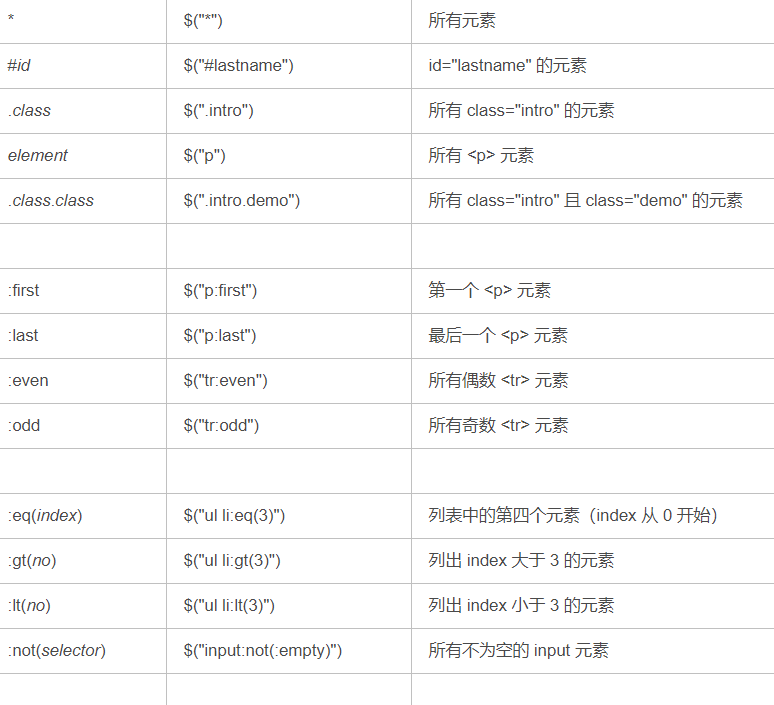 * $("*") 所有元素
#id $("#lastname") id="lastname" 的元素
.class $(".intro") 所有 class="intro" 的元素
element $("p") 所有 <p> 元素
.class.class $(".intro.demo") 所有 class="intro" 且 class="demo" 的元素
:first $("p:first") 第一个 <p> 元素
:last $("p:last") 最后一个 <p> 元素
:even $("tr:even") 所有偶数 <tr> 元素
:odd $("tr:odd") 所有奇数 <tr> 元素
:eq(index) $("ul li:eq(3)") 列表中的第四个元素（index 从 0 开始）
:gt(no) $("ul li:gt(3)") 列出 index 大于 3 的元素
:lt(no) $("ul li:lt(3)") 列出 index 小于 3 的元素
:not(selector) $("input:not(:empty)") 所有不为空的 input 元素